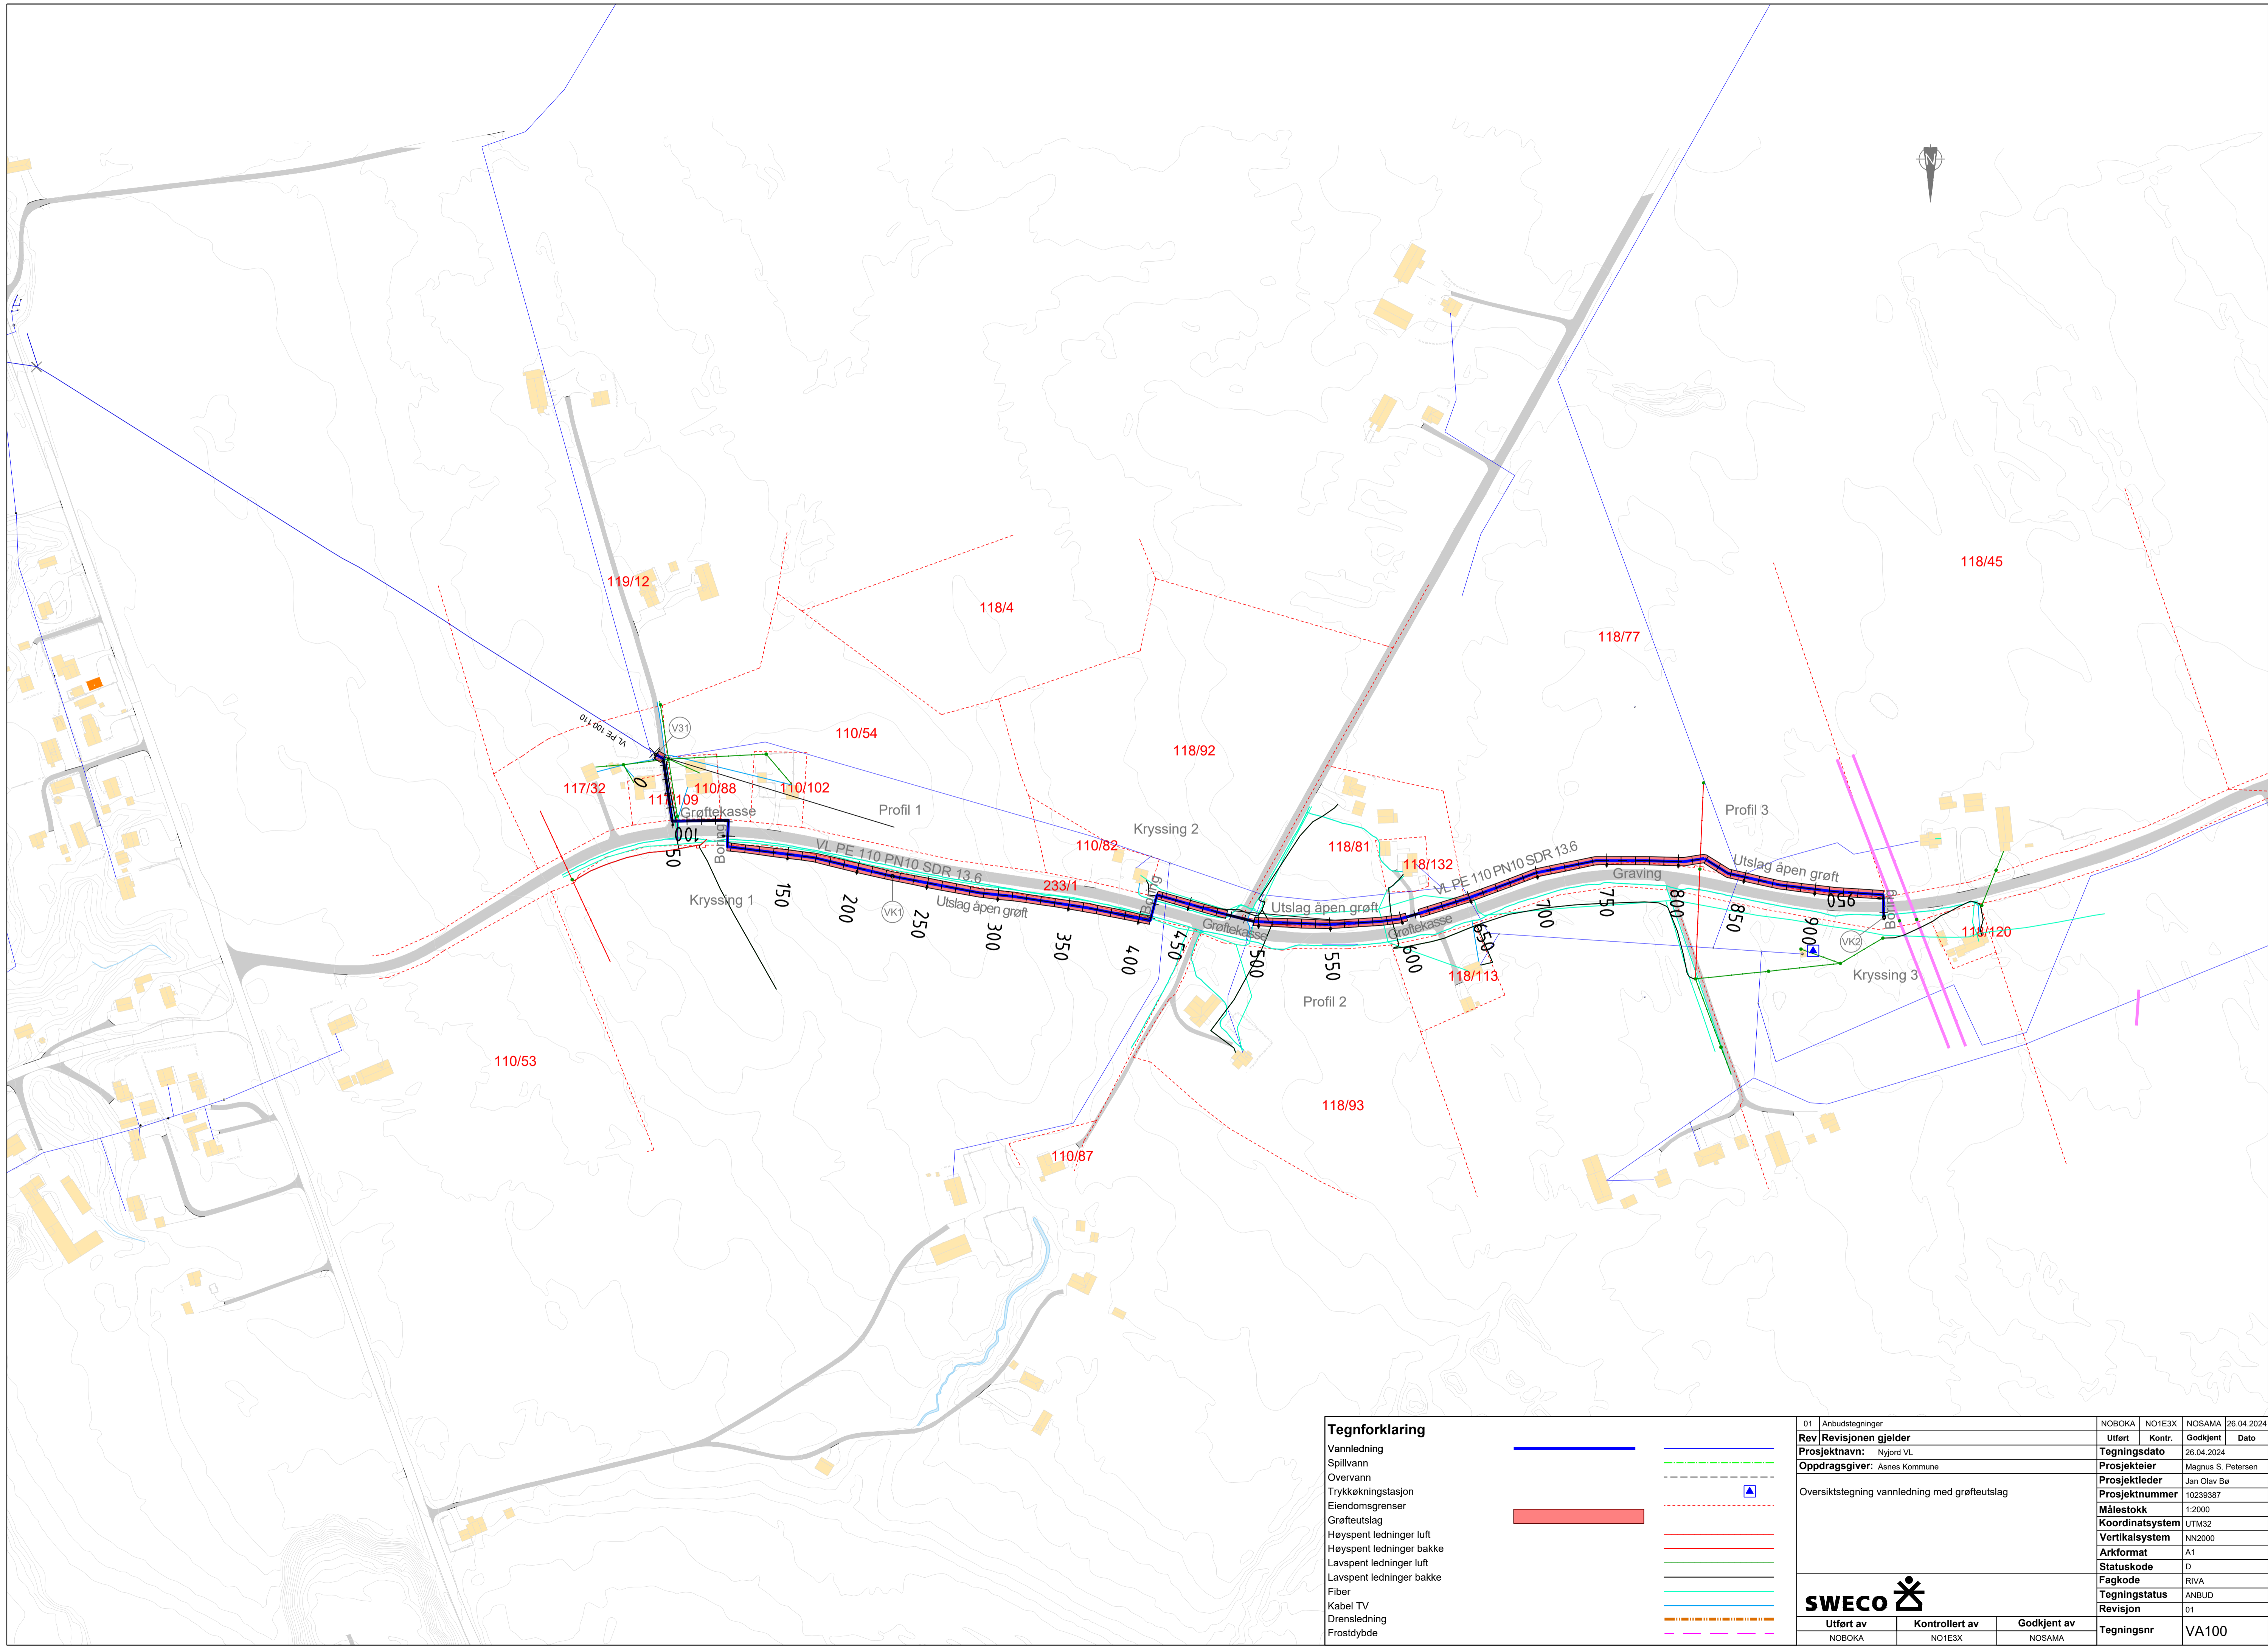 N
119/12
118/4
118/45
118/77
V31
VL PE 100 110
110/54
118/92
0
117/32
117/109
110/88
110/102
Profil 1
Profil 3
Grøftekasse
50
100
Boring
VL PE 110 PN10 SDR 13.6
Kryssing 2
110/82
118/81
118/132
VL PE 110 PN10 SDR 13.6
Graving
Utslag åpen grøft
233/1
Boring
Kryssing 1
150
200
VK1
250
Utslag åpen grøft
300
350
400
450
Grøftekasse
500
Utslag åpen grøft
550
Grøftekasse
600
650
700
750
800
850
900
950
Boring
VK2
118/120
Kryssing 3
118/113
Profil 2
110/53
118/93
110/87
Tegnforklaring
Vannledning
Spillvann
Overvann
Trykkøkningstasjon
Eiendomsgrenser
Grøfteutslag
Høyspent ledninger luft
Høyspent ledninger bakke
Lavspent ledninger luft
Lavspent ledninger bakke
Fiber
Kabel TV
Drensledning
Frostdybde
01 Anbudstegninger NOBOKA NO1E3X NOSAMA 26.04.2024
Rev Revisjonen gjelder Utført Kontr. Godkjent Dato
Prosjektnavn: Nyjord VL
Oppdragsgiver: Åsnes Kommune
Oversiktstegning vannledning med grøfteutslag
Tegningsdato 26.04.2024
Prosjekteier Magnus S. Petersen
Prosjektleder Jan Olav Bø
Prosjektnummer 10239387
Målestokk 1:2000
Koordinatsystem UTM32
Vertikalsystem NN2000
Arkformat A1
Statuskode D
Fagkode RIVA
Tegningstatus ANBUD
Revisjon 01
Tegningsnr VA100
SWECO
Utført av Kontrollert av Godkjent av
NOBOKA NO1E3X NOSAMA